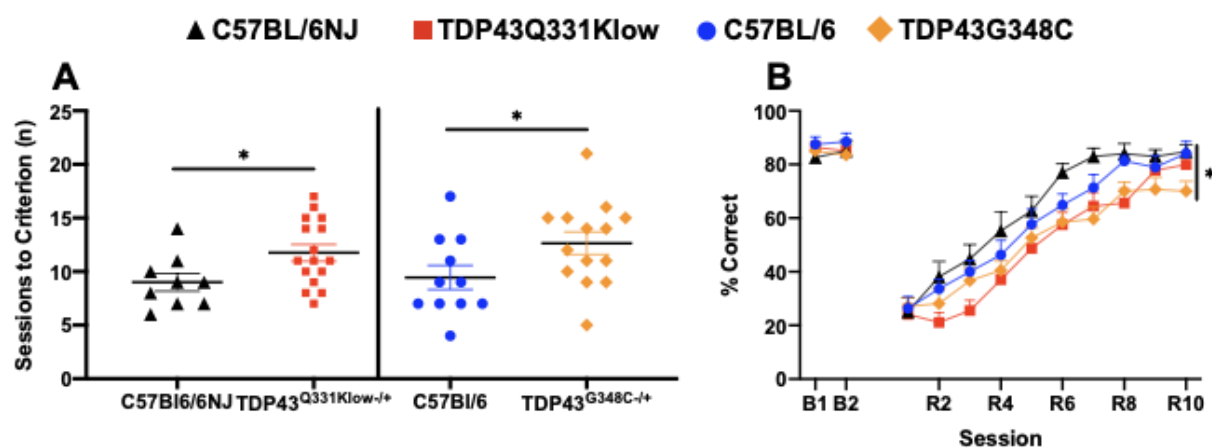 C57BL/6NJ TDP43Q331Klow C57BL/6 TDP43G348C
A
Sessions to Criterion (n)
25
20
15
10
5
0
*
*
C57Bl6/6NJ TDP43Q331Klow-/+ C57Bl/6 TDP43G348C-/+
B
% Correct
100
80
60
40
20
0
*
B1 B2 R2 R4 R6 R8 R10
Session